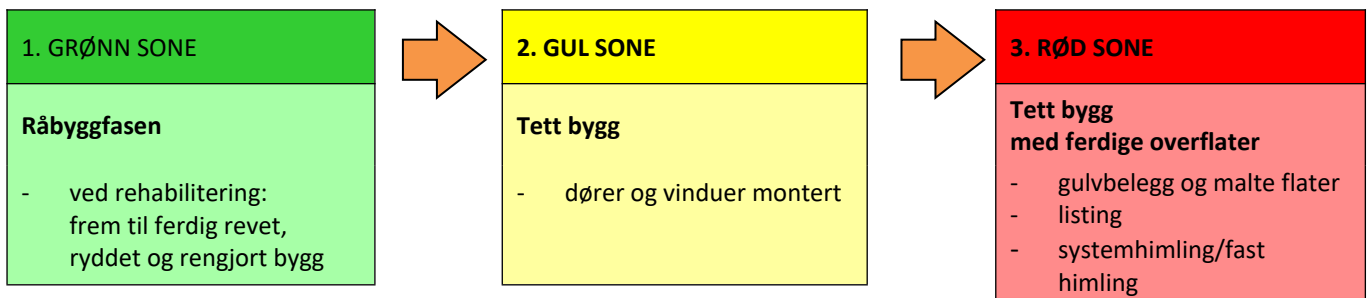 1. GRØNN SONE
Råbyggfasen
- ved rehabilitering:
frem til ferdig revet,
ryddet og rengjort bygg
2. GUL SONE
Tett bygg
- dører og vinduer montert
3. RØD SONE
Tett bygg
med ferdige overflater
- gulvbelegg og malte flater
- listing
- systemhimling/fast
himling